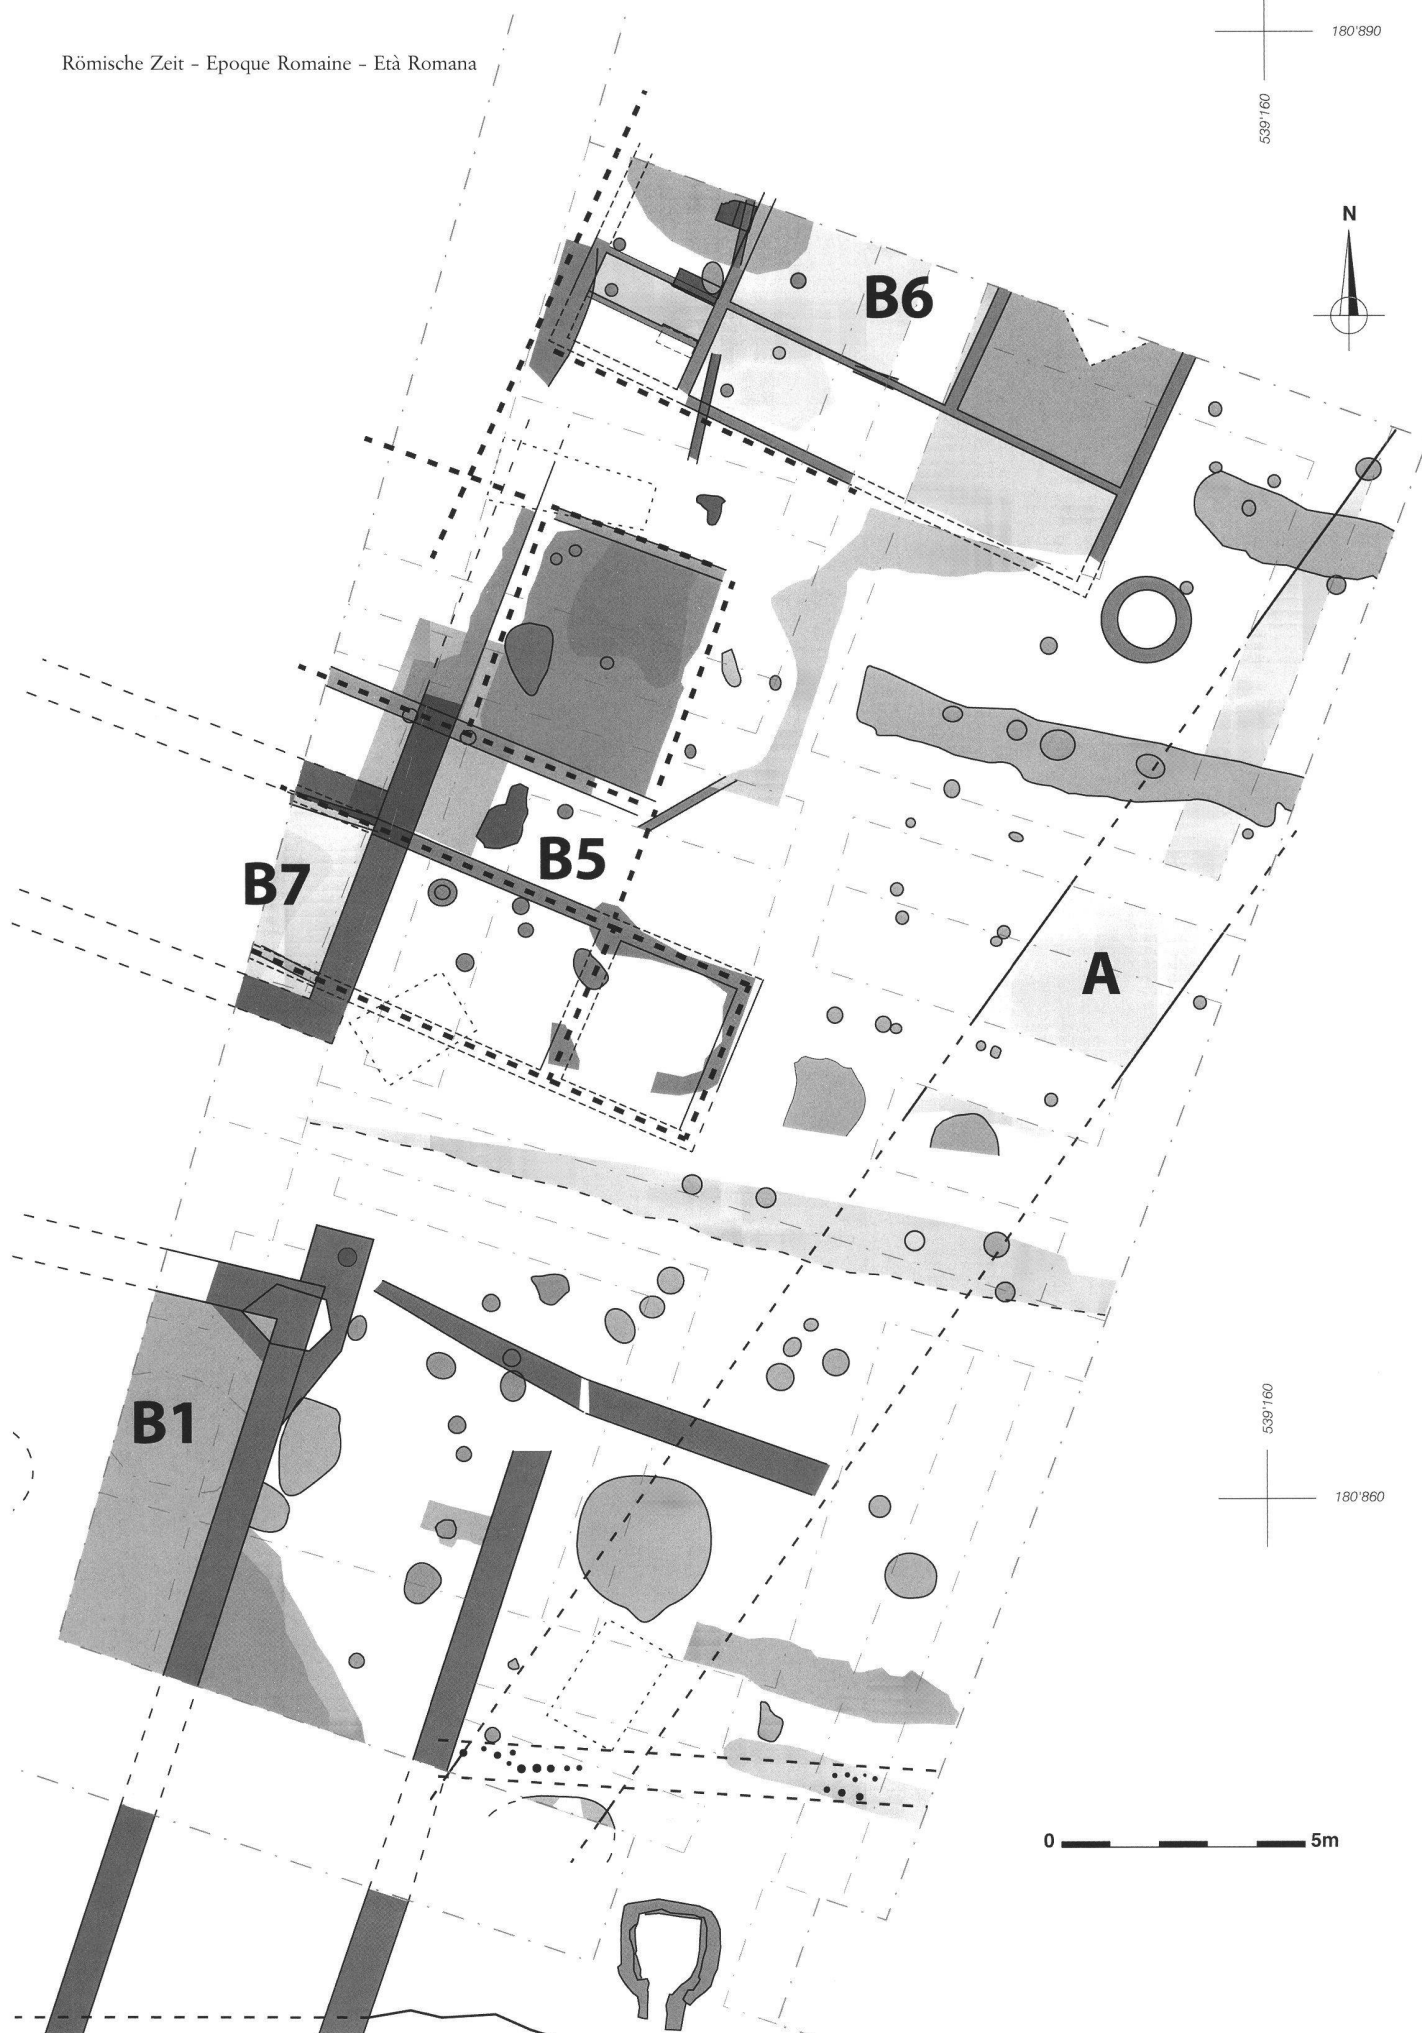 180'890
Römische Zeit – Epoque Romaine – Età Romana
539'160
N
B6
B5
B7
A
539'160
B1
180'860
0 5m